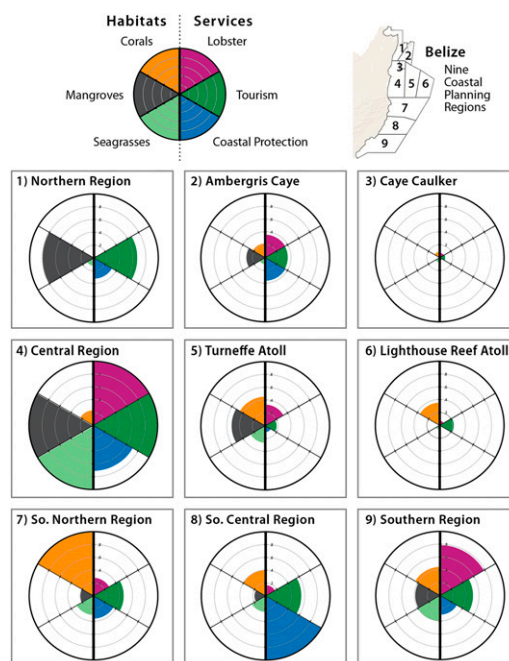 Habitats Services
Corals Lobster
Mangroves Tourism
Seagrasses Coastal Protection
Belize
Nine
Coastal
Planning
Regions
1
2
3
4 5 6
7
8
9
1) Northern Region
2) Ambergris Caye
3) Caye Caulker
4) Central Region
5) Turneffe Atoll
6) Lighthouse Reef Atoll
7) So. Northern Region
8) So. Central Region
9) Southern Region